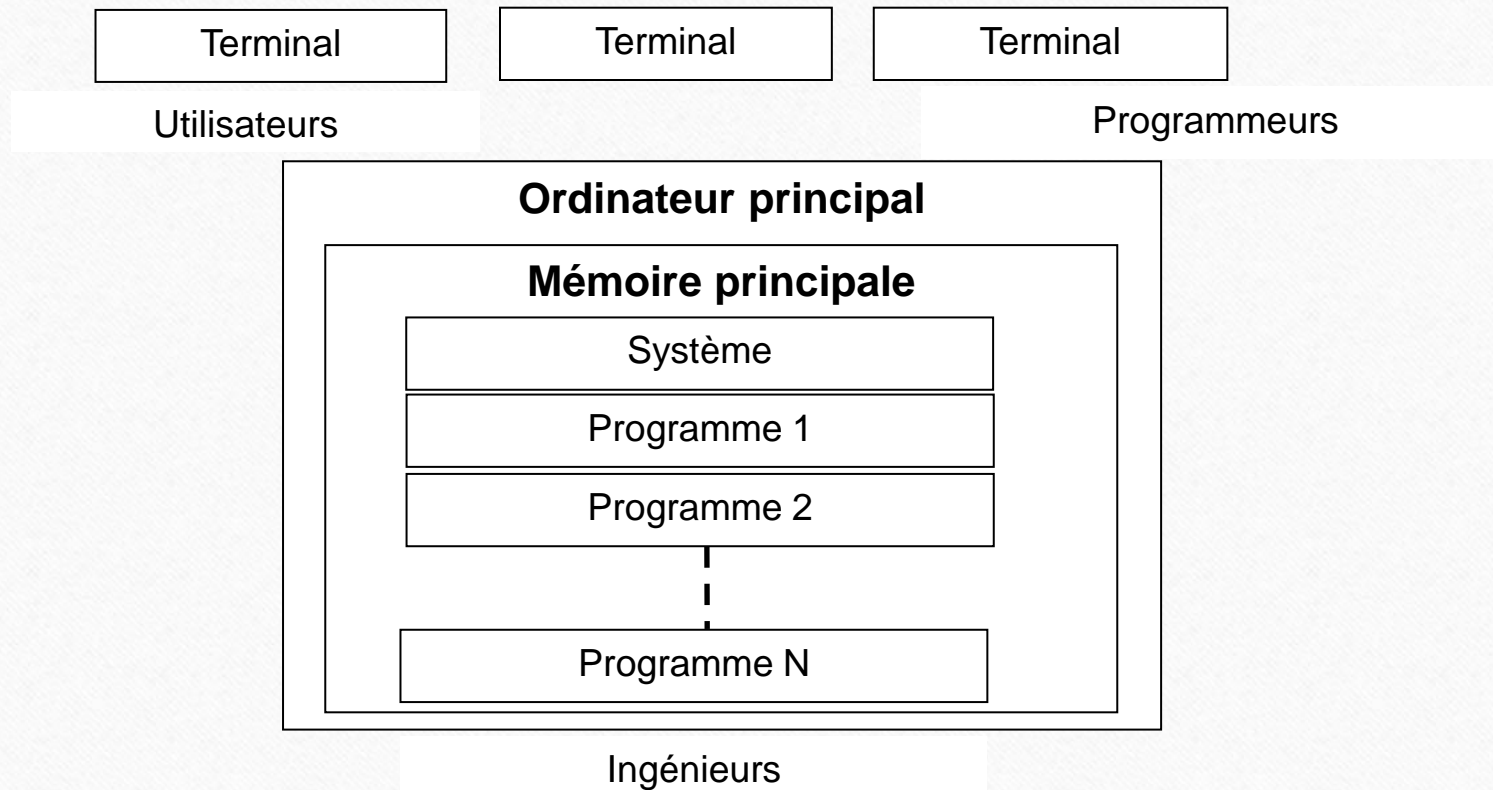 Terminal
Terminal
Terminal
Utilisateurs
Programmeurs
Ordinateur principal
Mémoire principale
Système
Programme 1
Programme 2
Programme N
Ingénieurs